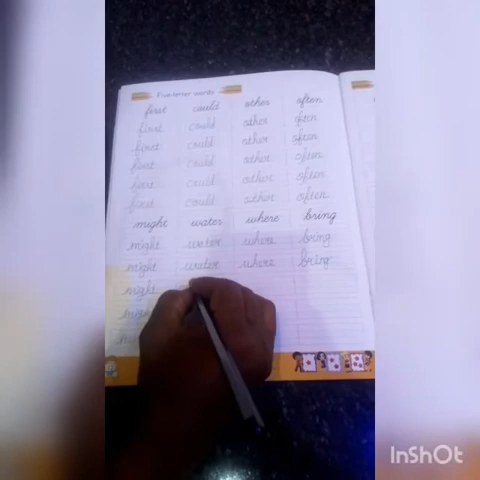 Five letter words
first could other often
first could other often
first could other often
first could other often
first could other often
first could other often
might water where bring
might water where bring
might water where bring
might
might
InShOt